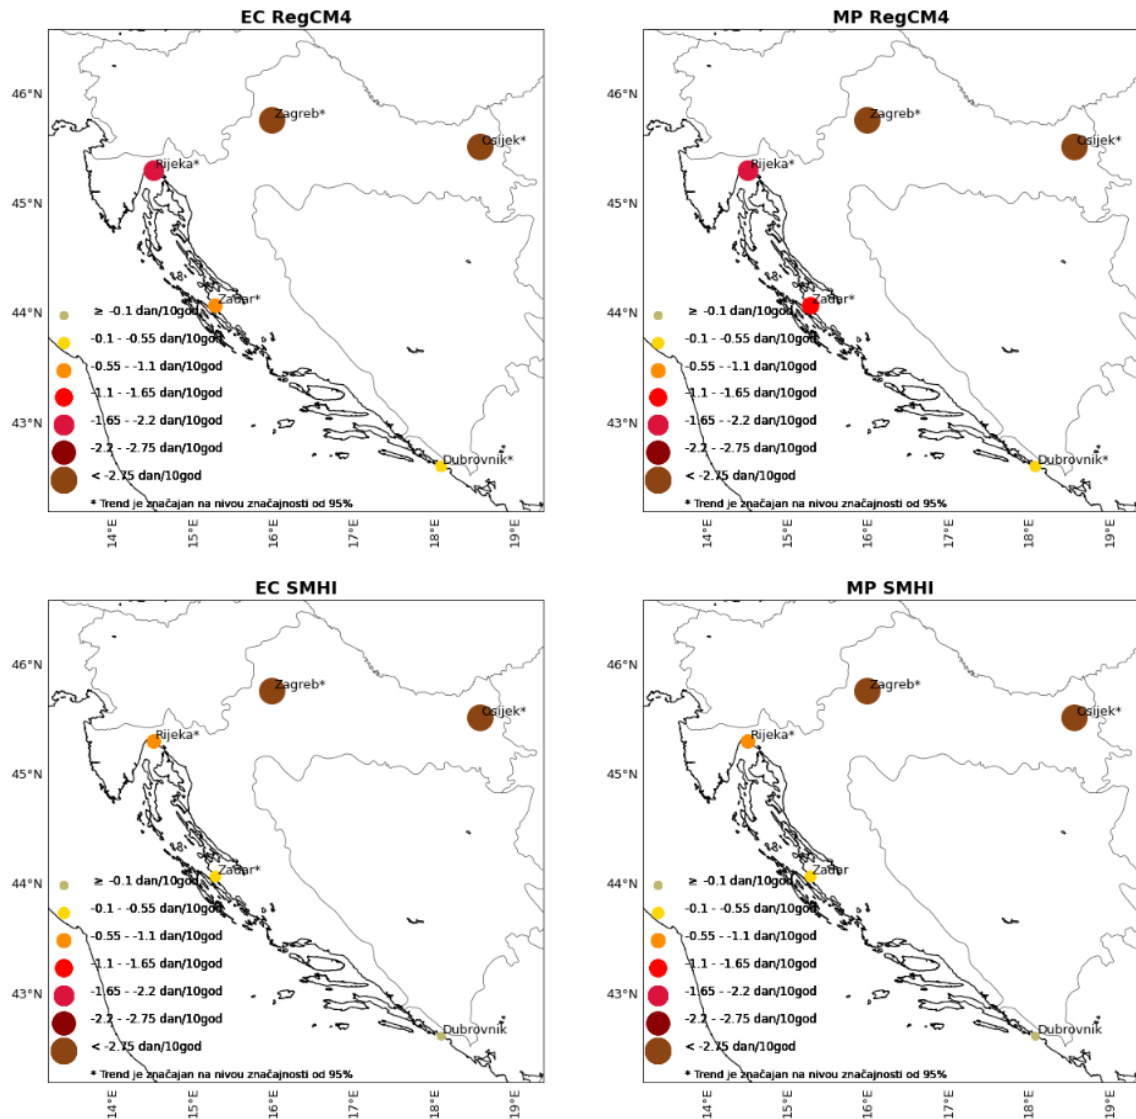 EC RegCM4
46°N
45°N
44°N
43°N
Zagreb*
Osijek*
Rijeka*
Zadar*
Dubrovnik*
≥ -0.1 dan/10god
-0.1 - -0.55 dan/10god
-0.55 - -1.1 dan/10god
-1.1 - -1.65 dan/10god
-1.65 - -2.2 dan/10god
-2.2 - -2.75 dan/10god
< -2.75 dan/10god
* Trend je značajan na nivou značajnosti od 95%
14°E
15°E
16°E
17°E
18°E
19°E
MP RegCM4
46°N
45°N
44°N
43°N
Zagreb*
Osijek*
Rijeka*
Zadar*
Dubrovnik*
≥ -0.1 dan/10god
-0.1 - -0.55 dan/10god
-0.55 - -1.1 dan/10god
-1.1 - -1.65 dan/10god
-1.65 - -2.2 dan/10god
-2.2 - -2.75 dan/10god
< -2.75 dan/10god
* Trend je značajan na nivou značajnosti od 95%
14°E
15°E
16°E
17°E
18°E
19°E
EC SMHI
46°N
45°N
44°N
43°N
Zagreb*
Osijek*
Rijeka*
Zadar*
Dubrovnik
≥ -0.1 dan/10god
-0.1 - -0.55 dan/10god
-0.55 - -1.1 dan/10god
-1.1 - -1.65 dan/10god
-1.65 - -2.2 dan/10god
-2.2 - -2.75 dan/10god
< -2.75 dan/10god
* Trend je značajan na nivou značajnosti od 95%
14°E
15°E
16°E
17°E
18°E
19°E
MP SMHI
46°N
45°N
44°N
43°N
Zagreb*
Osijek*
Rijeka*
Zadar
Dubrovnik
≥ -0.1 dan/10god
-0.1 - -0.55 dan/10god
-0.55 - -1.1 dan/10god
-1.1 - -1.65 dan/10god
-1.65 - -2.2 dan/10god
-2.2 - -2.75 dan/10god
< -2.75 dan/10god
* Trend je značajan na nivou značajnosti od 95%
14°E
15°E
16°E
17°E
18°E
19°E